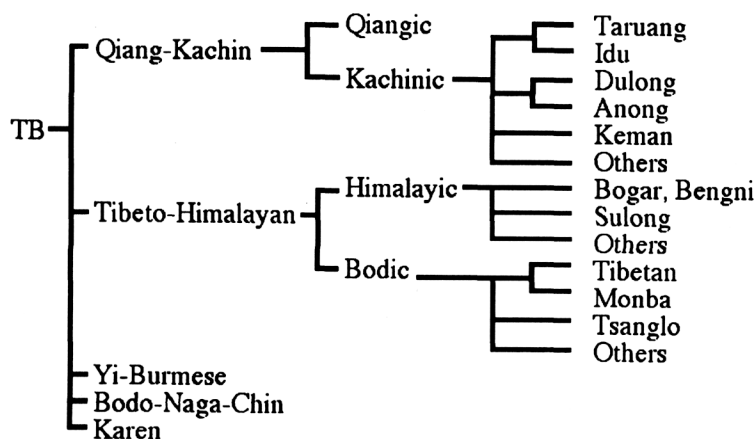 Taruang
Qiangic
Qiang-Kachin
Idu
Kachinic
Dulong
Anong
TB
Keman
Others
Himalayic
Bogar, Bengni
Tibeto-Himalayan
Sulong
Others
Bodic
Tibetan
Monba
Tsanglo
Others
Yi-Burmese
Bodo-Naga-Chin
Karen